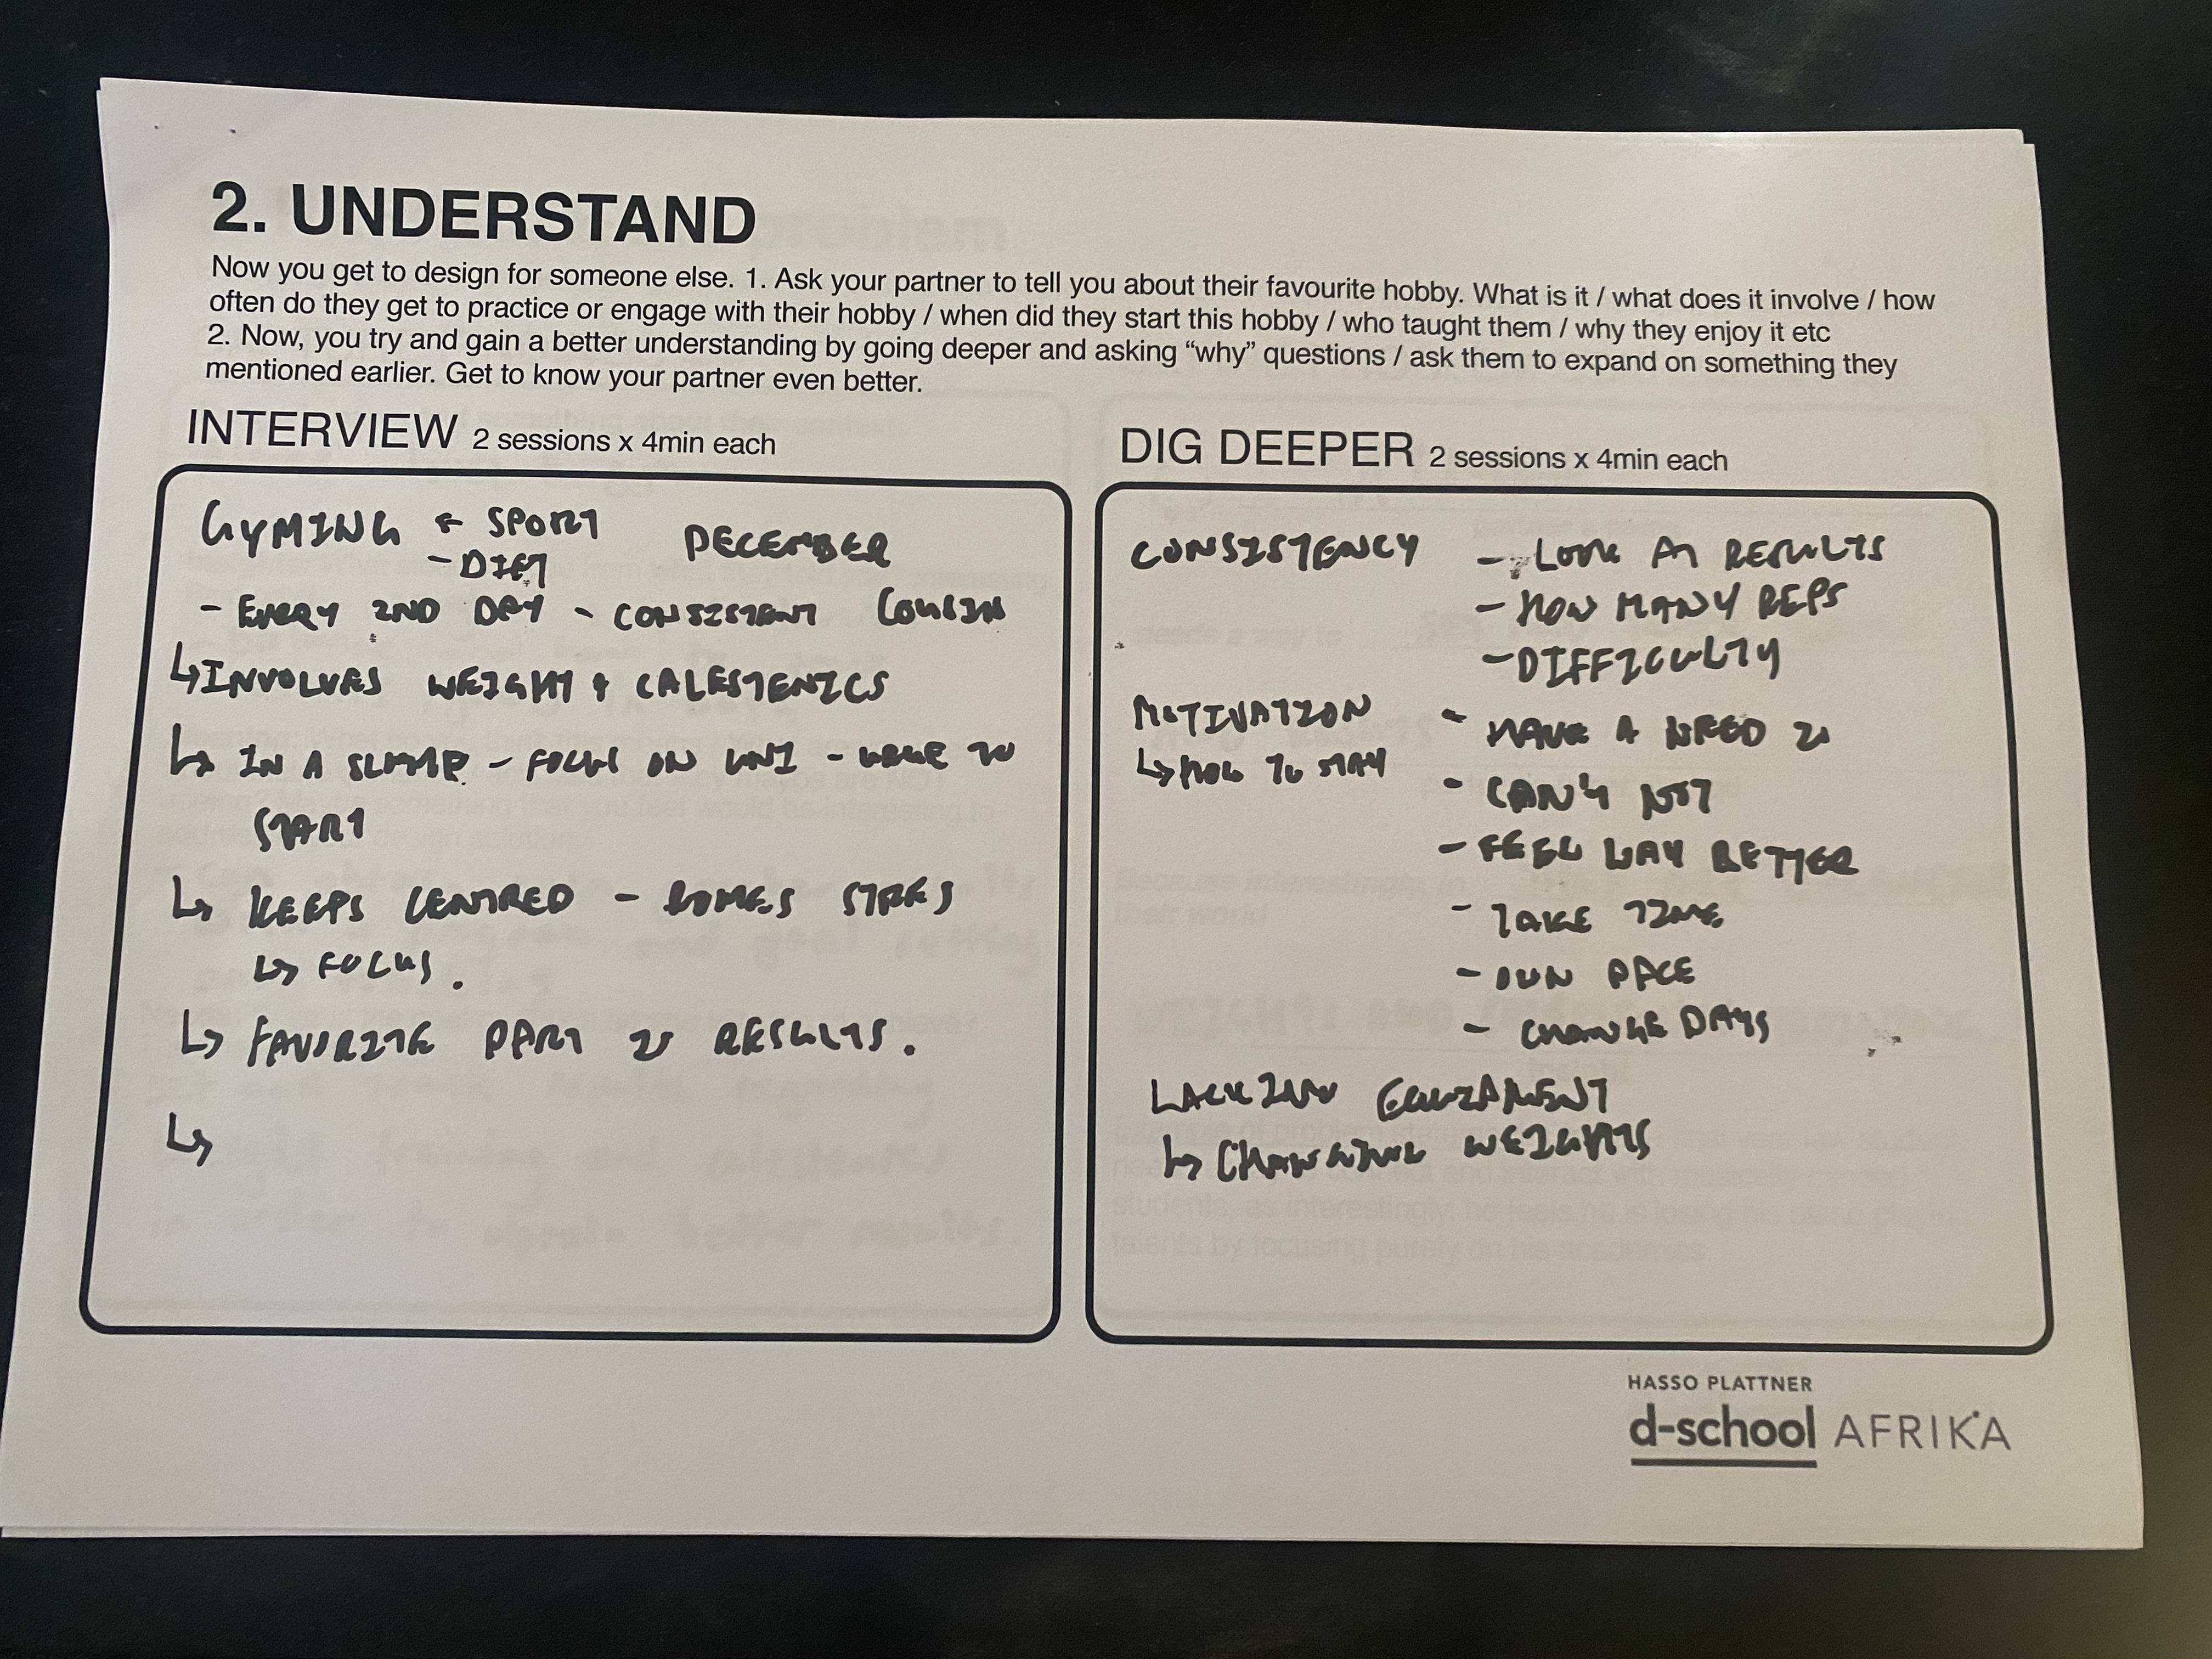 2. UNDERSTAND
Now you get to design for someone else. 1. Ask your partner to tell you about their favourite hobby. What is it / what does it involve / how
often do they get to practice or engage with their hobby / when did they start this hobby / who taught them / why they enjoy it etc
2. Now, you try and gain a better understanding by going deeper and asking “why” questions / ask them to expand on something they
mentioned earlier. Get to know your partner even better.
INTERVIEW 2 sessions x 4min each
GYMING & SPORT DECEMBER
- DIET
- EVERY 2ND DAY - CONSISTENT COUSIN
↳ INVOLVES WEIGHT & CALESTENICS
↳ IN A SLUMP - FOCUS ON UNI - URGE TO
START
↳ KEEPS CENTRED - STRES
↳ FOCUS.
↳ FAVORITE PART IS RESULTS.
↳
DIG DEEPER 2 sessions x 4min each
CONSISTENCY - LOOK AT RESULTS
- HOW MANY REPS
- DIFFICULTY
MOTIVATION - HAVE A NEED
↳ HOW TO STAY - CAN'T NOT
- FEEL WAY BETTER
- TAKE TIME
- OWN PACE
- CHANGE DAYS
LACKING EQUIPMENT
↳ CHANGING WEIGHTS
HASSO PLATTNER
d-school AFRIKA